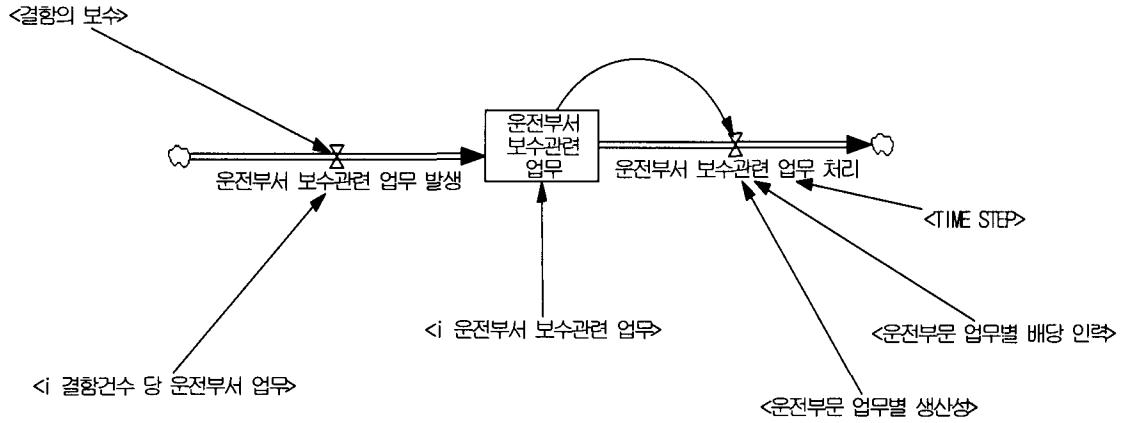 <결함의 보수>
운전부서
보수관련
업무
운전부서 보수관련 업무 발생
운전부서 보수관련 업무 처리
<TIME STEP>
<i 운전부서 보수관련 업무>
<운전부문 업무별 배당 인력>
<i 결함건수 당 운전부서 업무>
<운전부문 업무별 생산성>